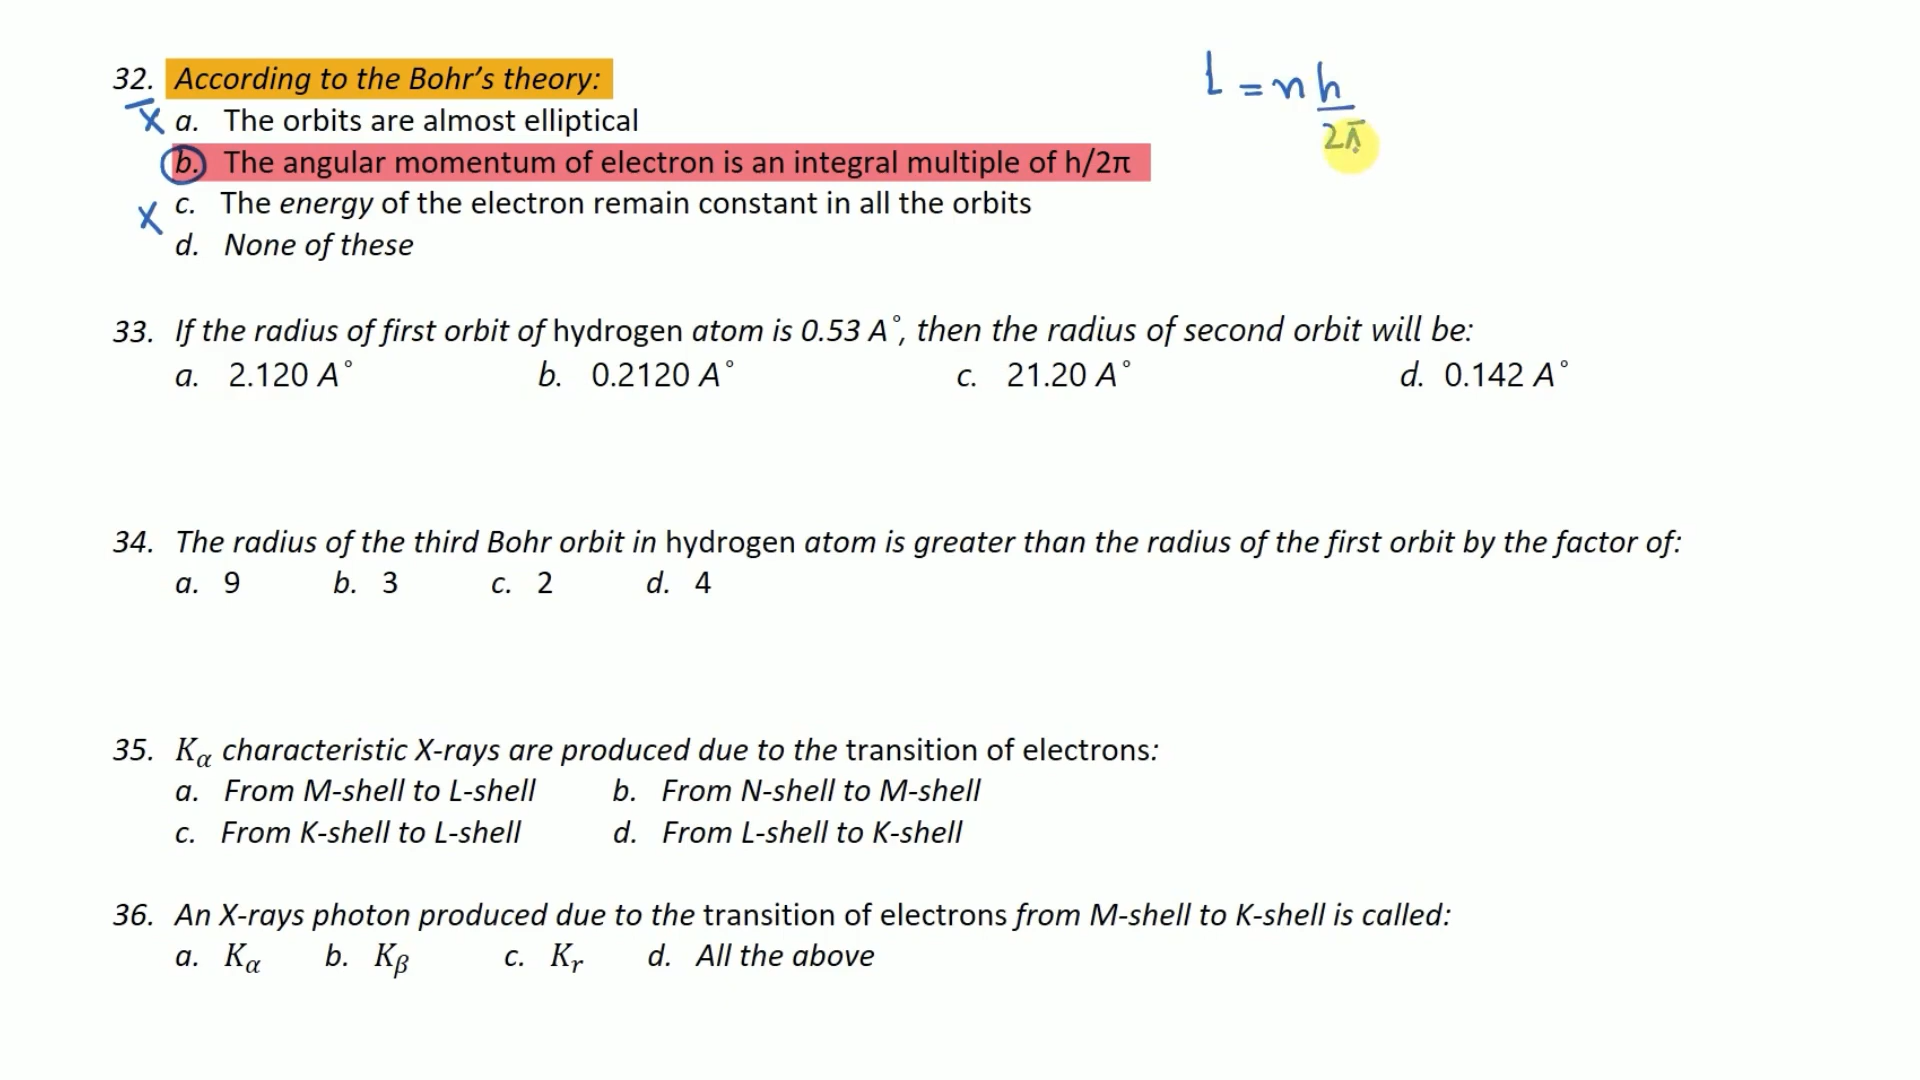 32. According to the Bohr's theory:
L = n h/2π
x a. The orbits are almost elliptical
b. The angular momentum of electron is an integral multiple of h/2π
x c. The energy of the electron remain constant in all the orbits
d. None of these
33. If the radius of first orbit of hydrogen atom is 0.53 A°, then the radius of second orbit will be:
a. 2.120 A° b. 0.2120 A° c. 21.20 A° d. 0.142 A°
34. The radius of the third Bohr orbit in hydrogen atom is greater than the radius of the first orbit by the factor of:
a. 9 b. 3 c. 2 d. 4
35. Kα characteristic X-rays are produced due to the transition of electrons:
a. From M-shell to L-shell b. From N-shell to M-shell
c. From K-shell to L-shell d. From L-shell to K-shell
36. An X-rays photon produced due to the transition of electrons from M-shell to K-shell is called:
a. Kα b. Kβ c. Kr d. All the above